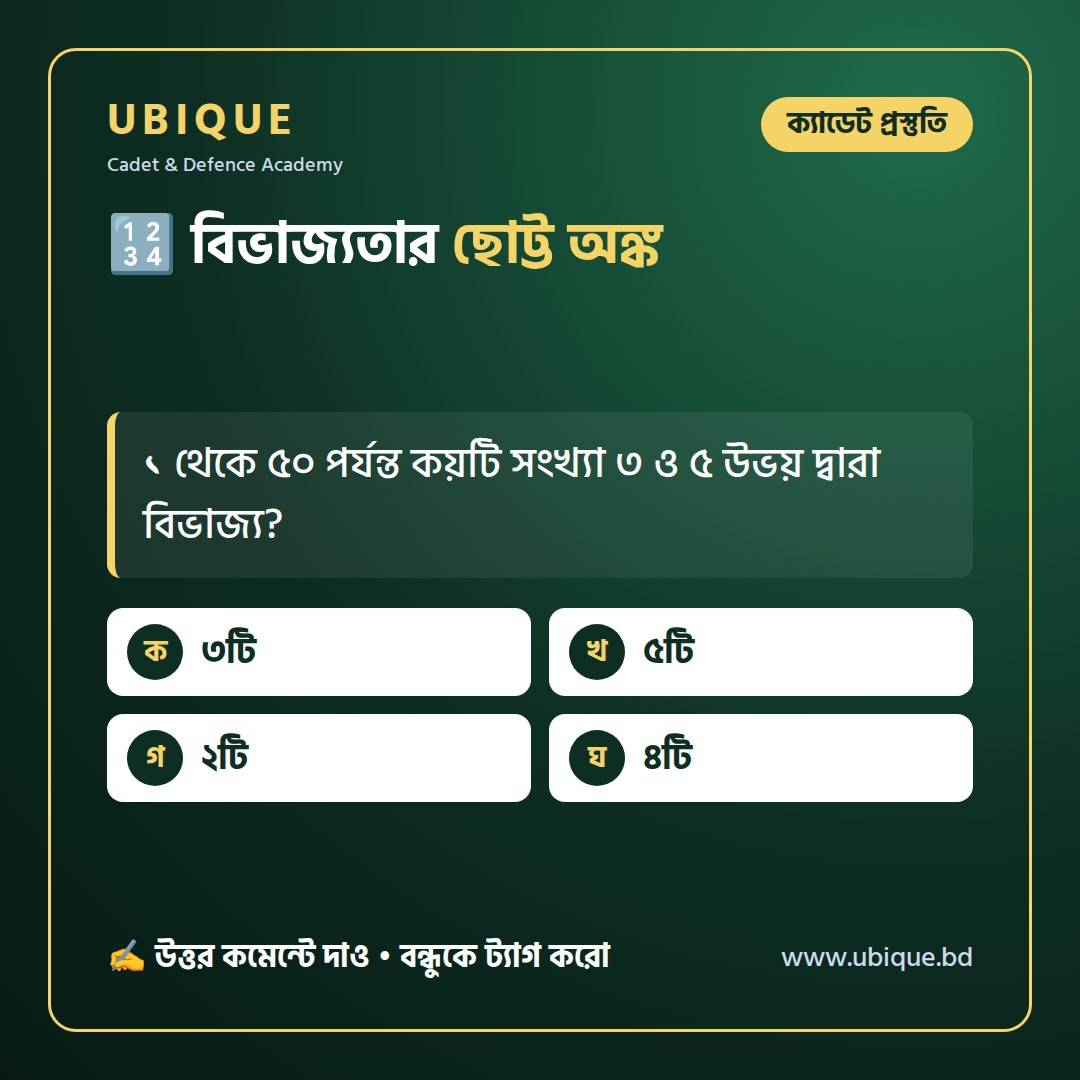 UBIQUE
Cadet & Defence Academy
ক্যাডেট প্রস্তুতি
🔢 বিভাজ্যতার ছোট্ট অঙ্ক
১ থেকে ৫০ পর্যন্ত কয়টি সংখ্যা ৩ ও ৫ উভয় দ্বারা
বিভাজ্য?
ক ৩টি
খ ৫টি
গ ২টি
ঘ ৪টি
✍️ উত্তর কমেন্টে দাও • বন্ধুকে ট্যাগ করো
www.ubique.bd